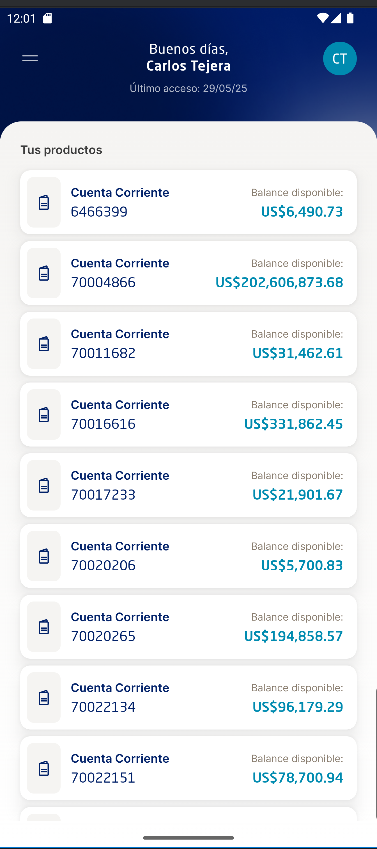 12:01
Buenos días,
Carlos Tejera
CT
Último acceso: 29/05/25
Tus productos
Cuenta Corriente Balance disponible:
6466399 US$6,490.73
Cuenta Corriente Balance disponible:
70004866 US$202,606,873.68
Cuenta Corriente Balance disponible:
70011682 US$31,462.61
Cuenta Corriente Balance disponible:
70016616 US$331,862.45
Cuenta Corriente Balance disponible:
70017233 US$21,901.67
Cuenta Corriente Balance disponible:
70020206 US$5,700.83
Cuenta Corriente Balance disponible:
70020265 US$194,858.57
Cuenta Corriente Balance disponible:
70022134 US$96,179.29
Cuenta Corriente Balance disponible:
70022151 US$78,700.94